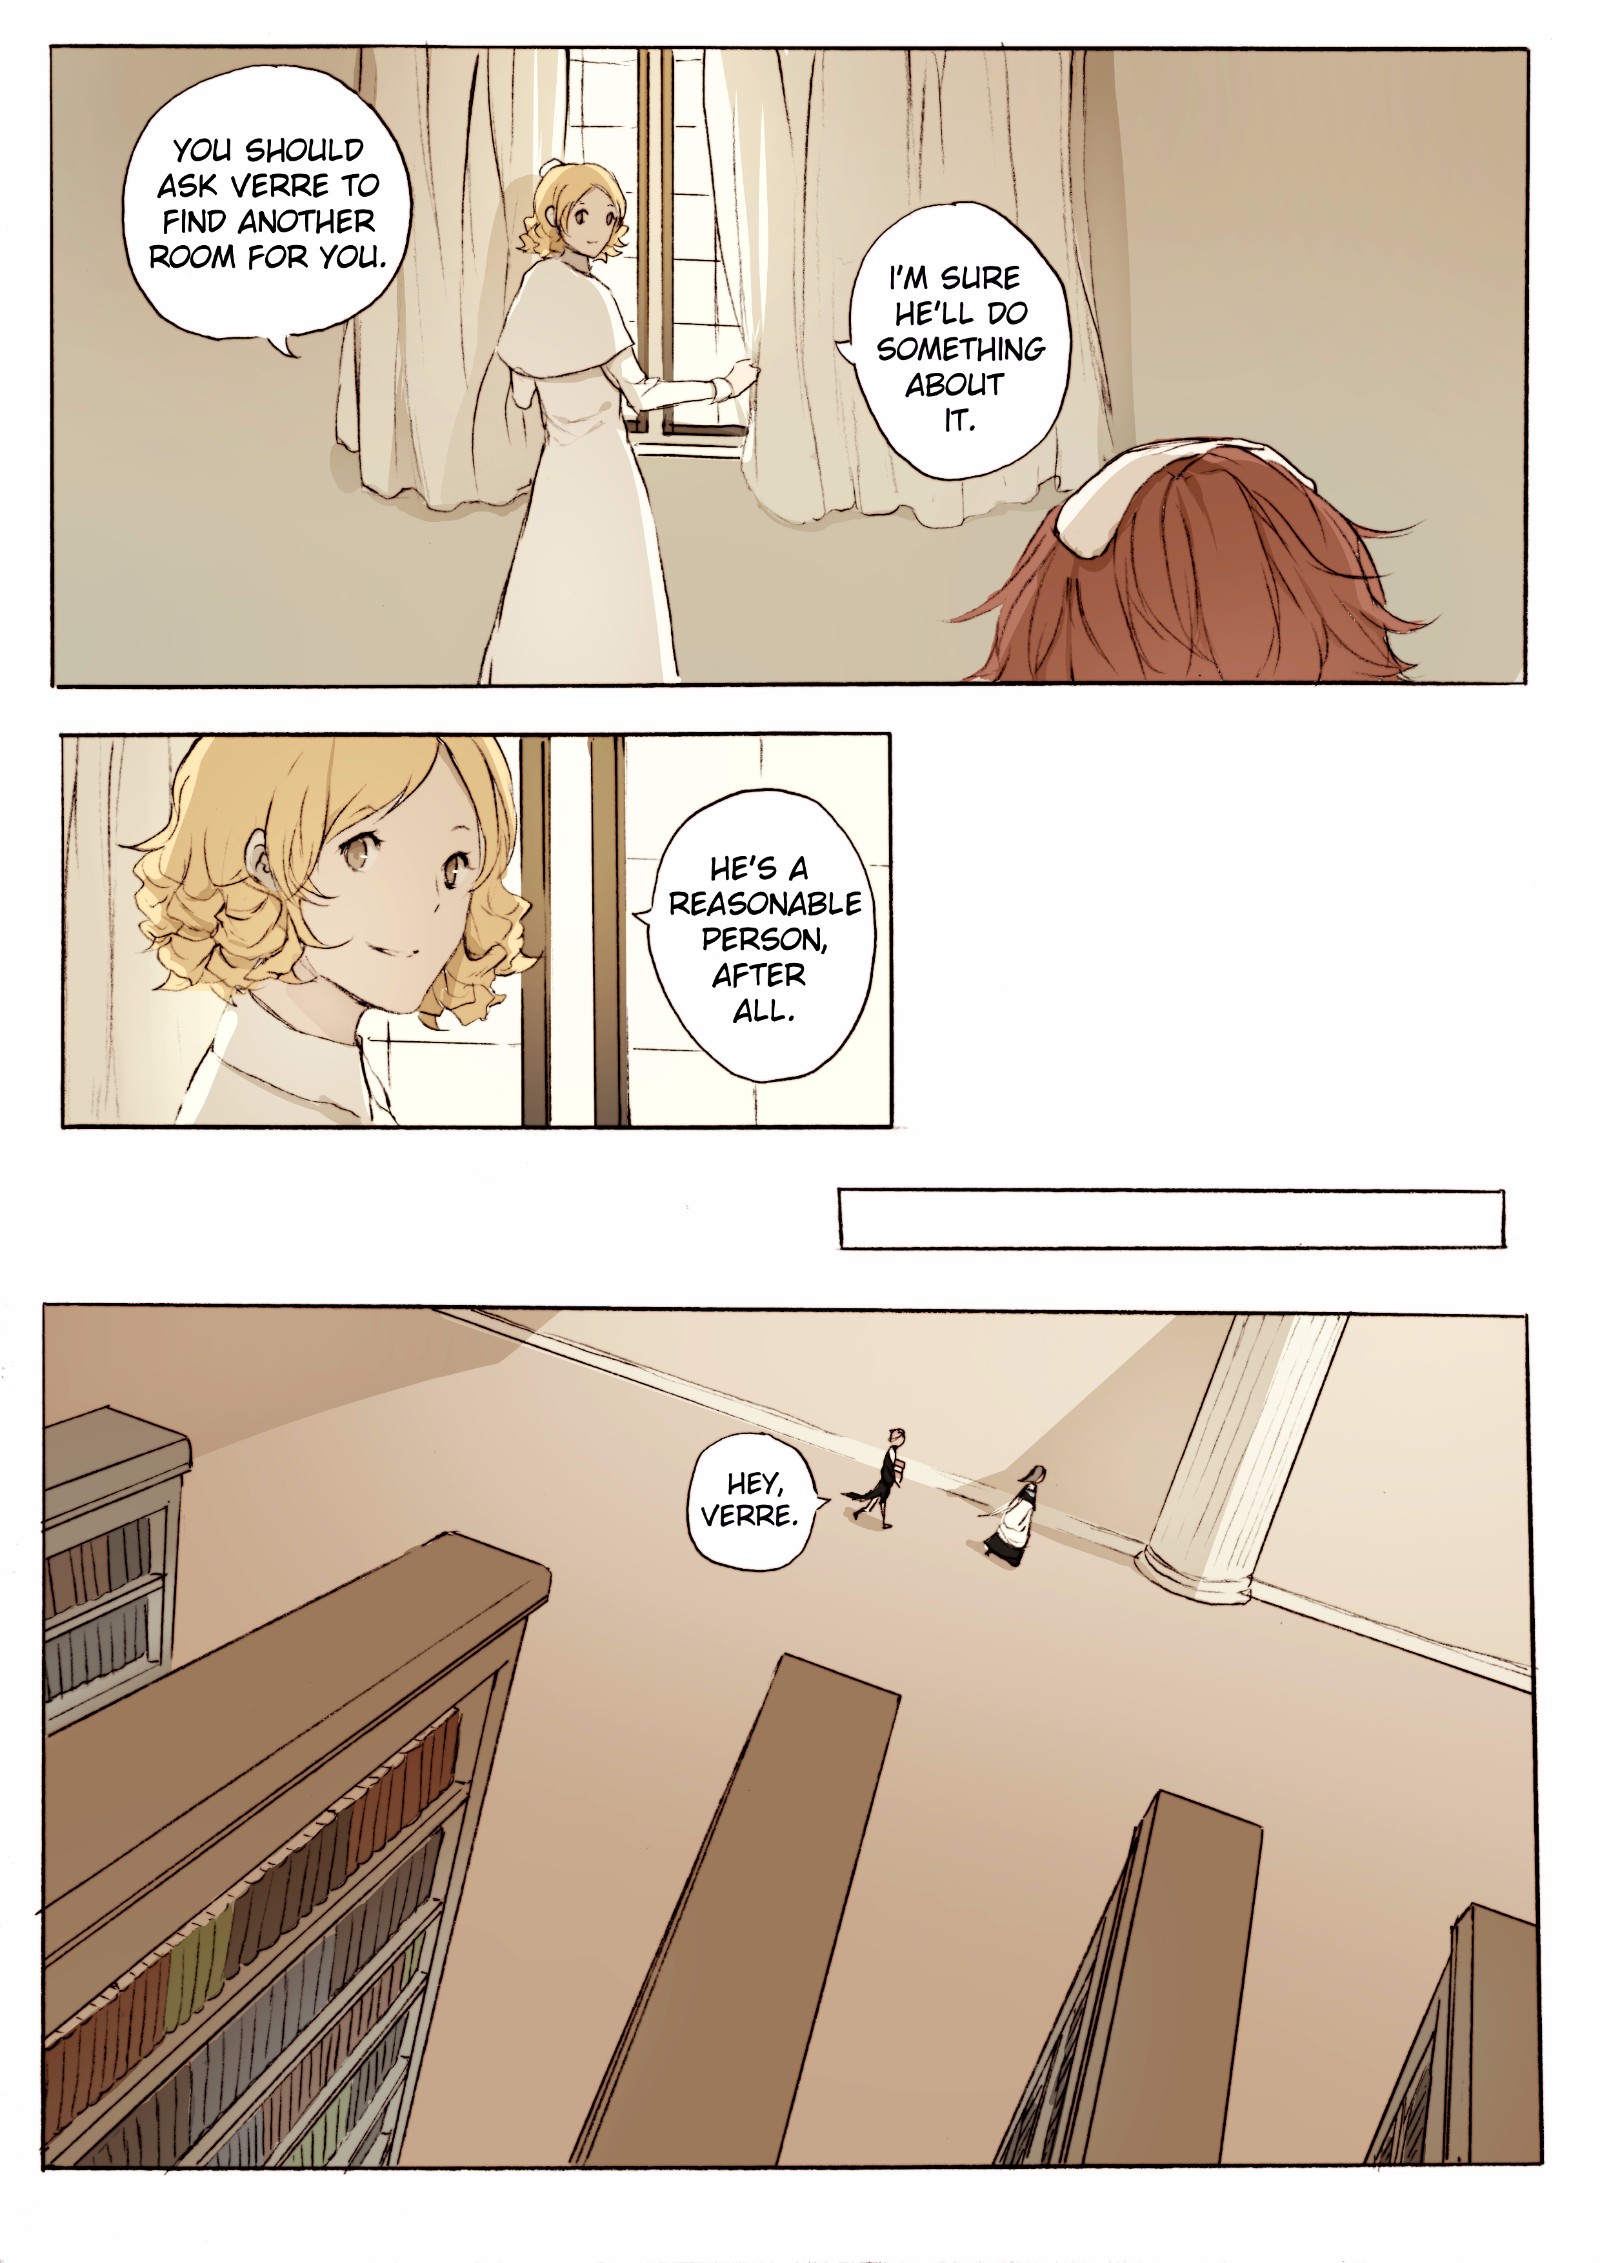 YOU SHOULD
ASK VERRE TO
FIND ANOTHER
ROOM FOR YOU.
I'M SURE
HE'LL DO
SOMETHING
ABOUT
IT.
HE'S A
REASONABLE
PERSON,
AFTER
ALL.
HEY,
VERRE.